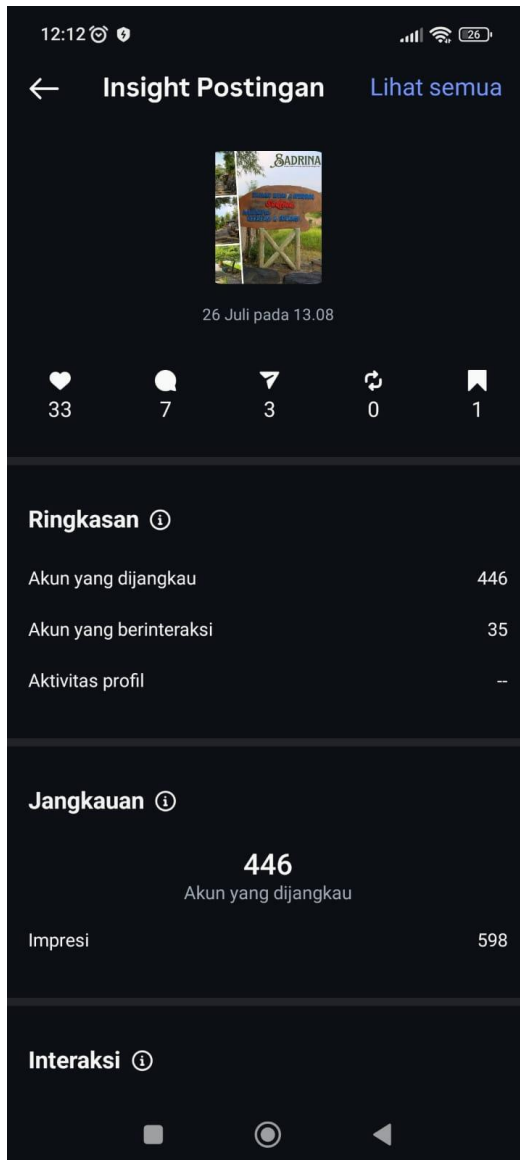 12:12
26
Insight Postingan
Lihat semua
SADRINA
26 Juli pada 13.08
33
7
3
0
1
Ringkasan
Akun yang dijangkau
446
Akun yang berinteraksi
35
Aktivitas profil
--
Jangkauan
446
Akun yang dijangkau
Impresi
598
Interaksi